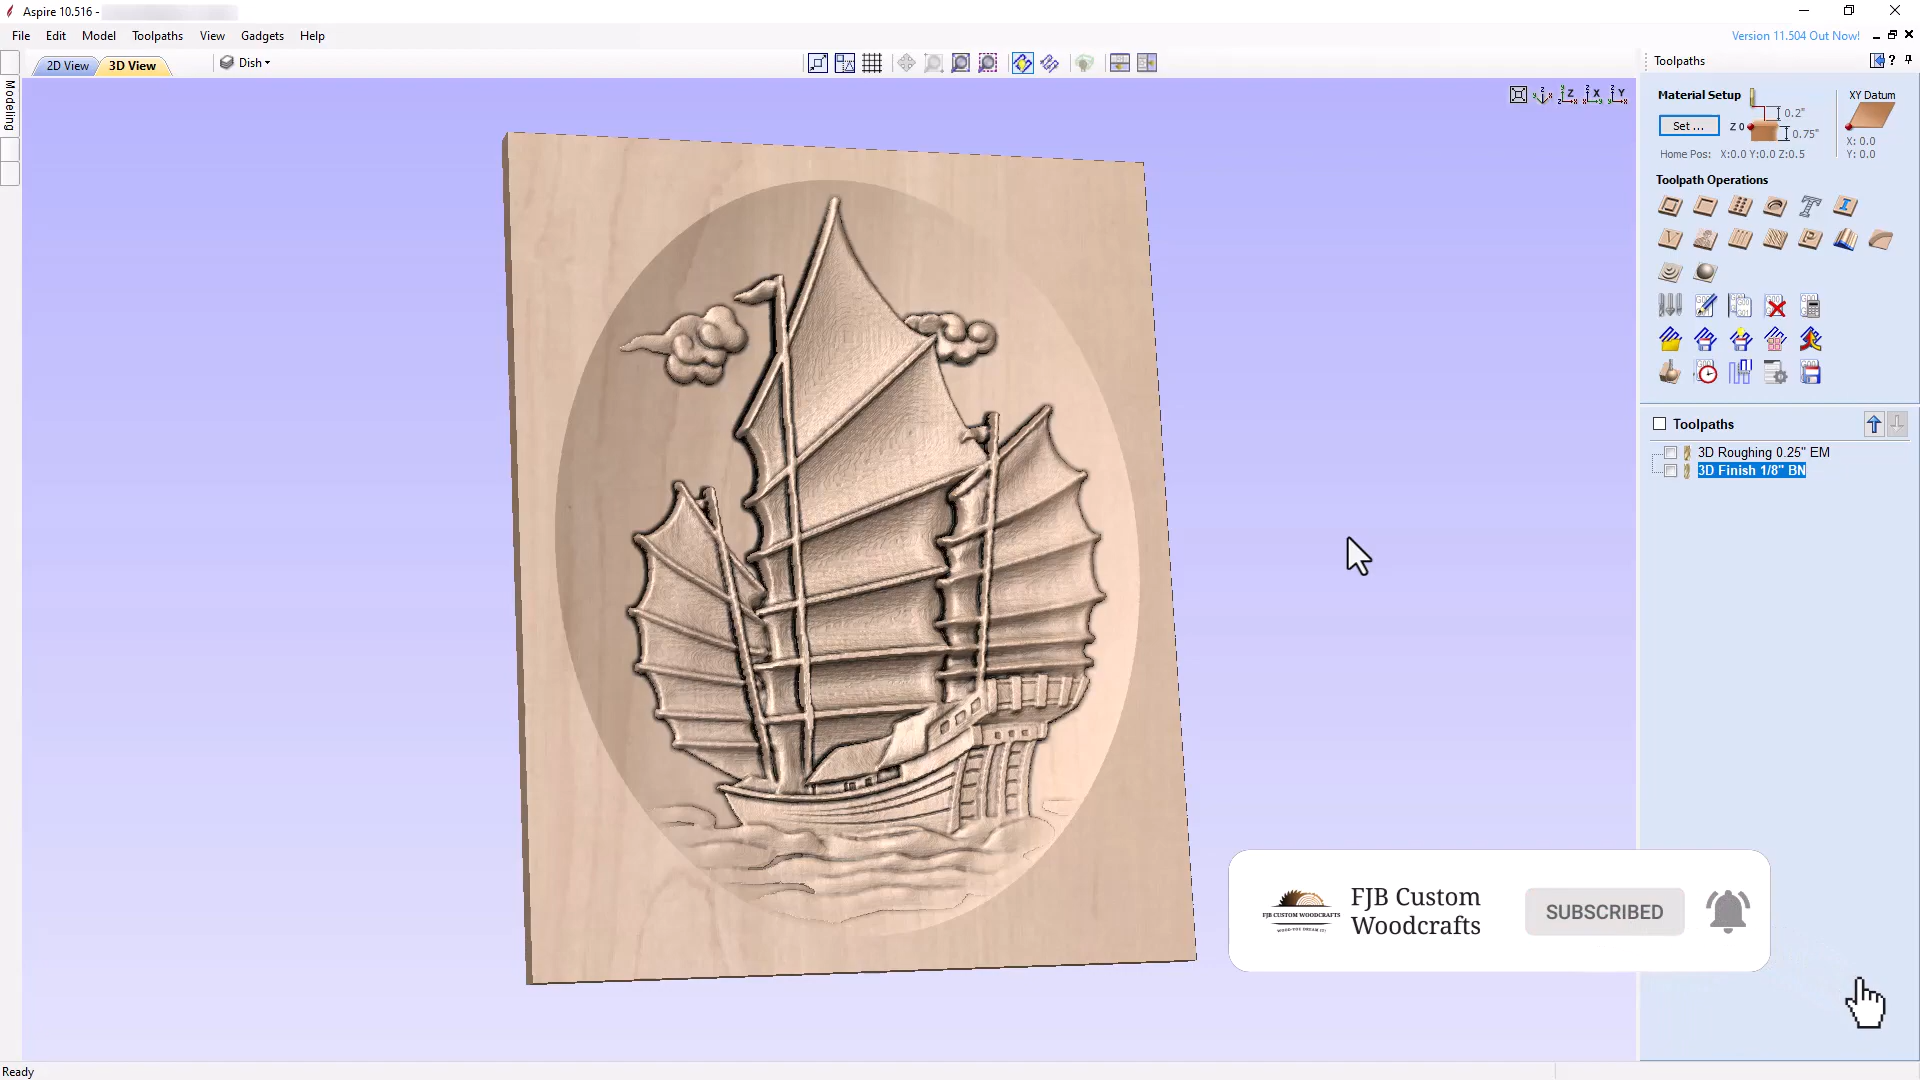 Aspire 10.516 -
File Edit Model Toolpaths View Gadgets Help
Version 11.504 Out Now!
2D View 3D View Dish
Toolpaths
Modeling
Z X Y
Material Setup
XY Datum
Set ...
Z 0
0.2"
0.75"
X: 0.0
Y: 0.0
Home Pos: X:0.0 Y:0.0 Z:0.5
Toolpath Operations
Toolpaths
3D Roughing 0.25" EM
3D Finish 1/8" BN
FJB CUSTOM WOODCRAFTS
FJB Custom
Woodcrafts
SUBSCRIBED
Ready